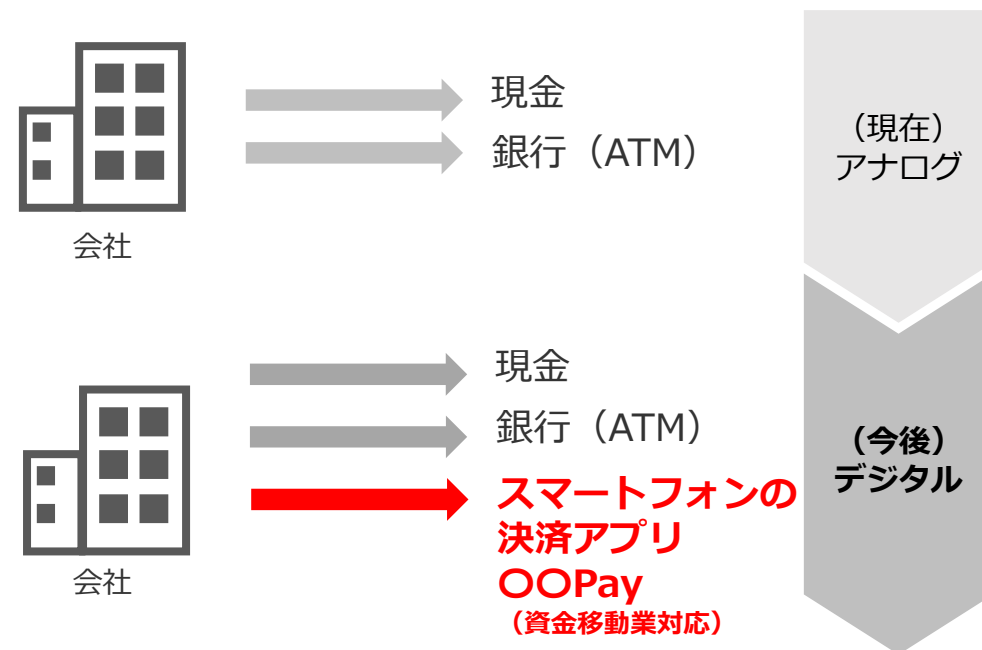 現金
銀行（ATM）
会社
（現在）
アナログ
現金
銀行（ATM）
スマートフォンの
決済アプリ
〇〇Pay
（資金移動業対応）
会社
（今後）
デジタル